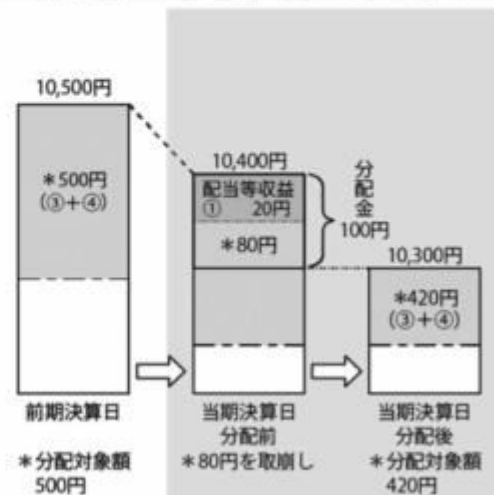 10,500円
*500円
(③+④)
前期決算日
*分配対象額
500円
10,400円
配当等収益
① 20円
*80円
分配金
100円
当期決算日
分配前
*80円を取崩し
10,300円
*420円
(③+④)
当期決算日
分配後
*分配対象額
420円